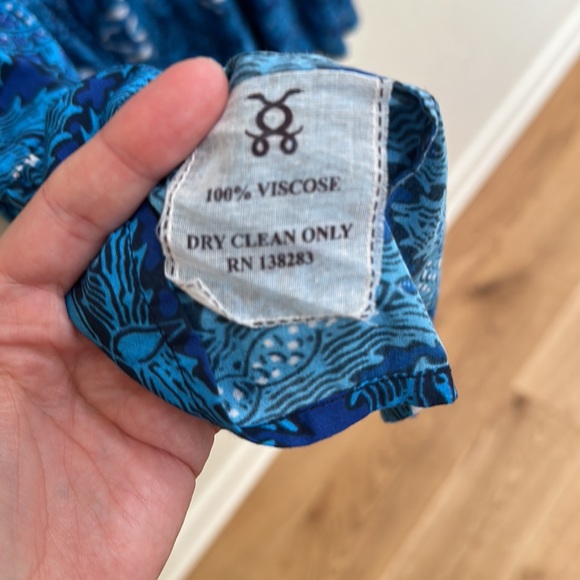 100% VISCOSE
DRY CLEAN ONLY
RN 138283